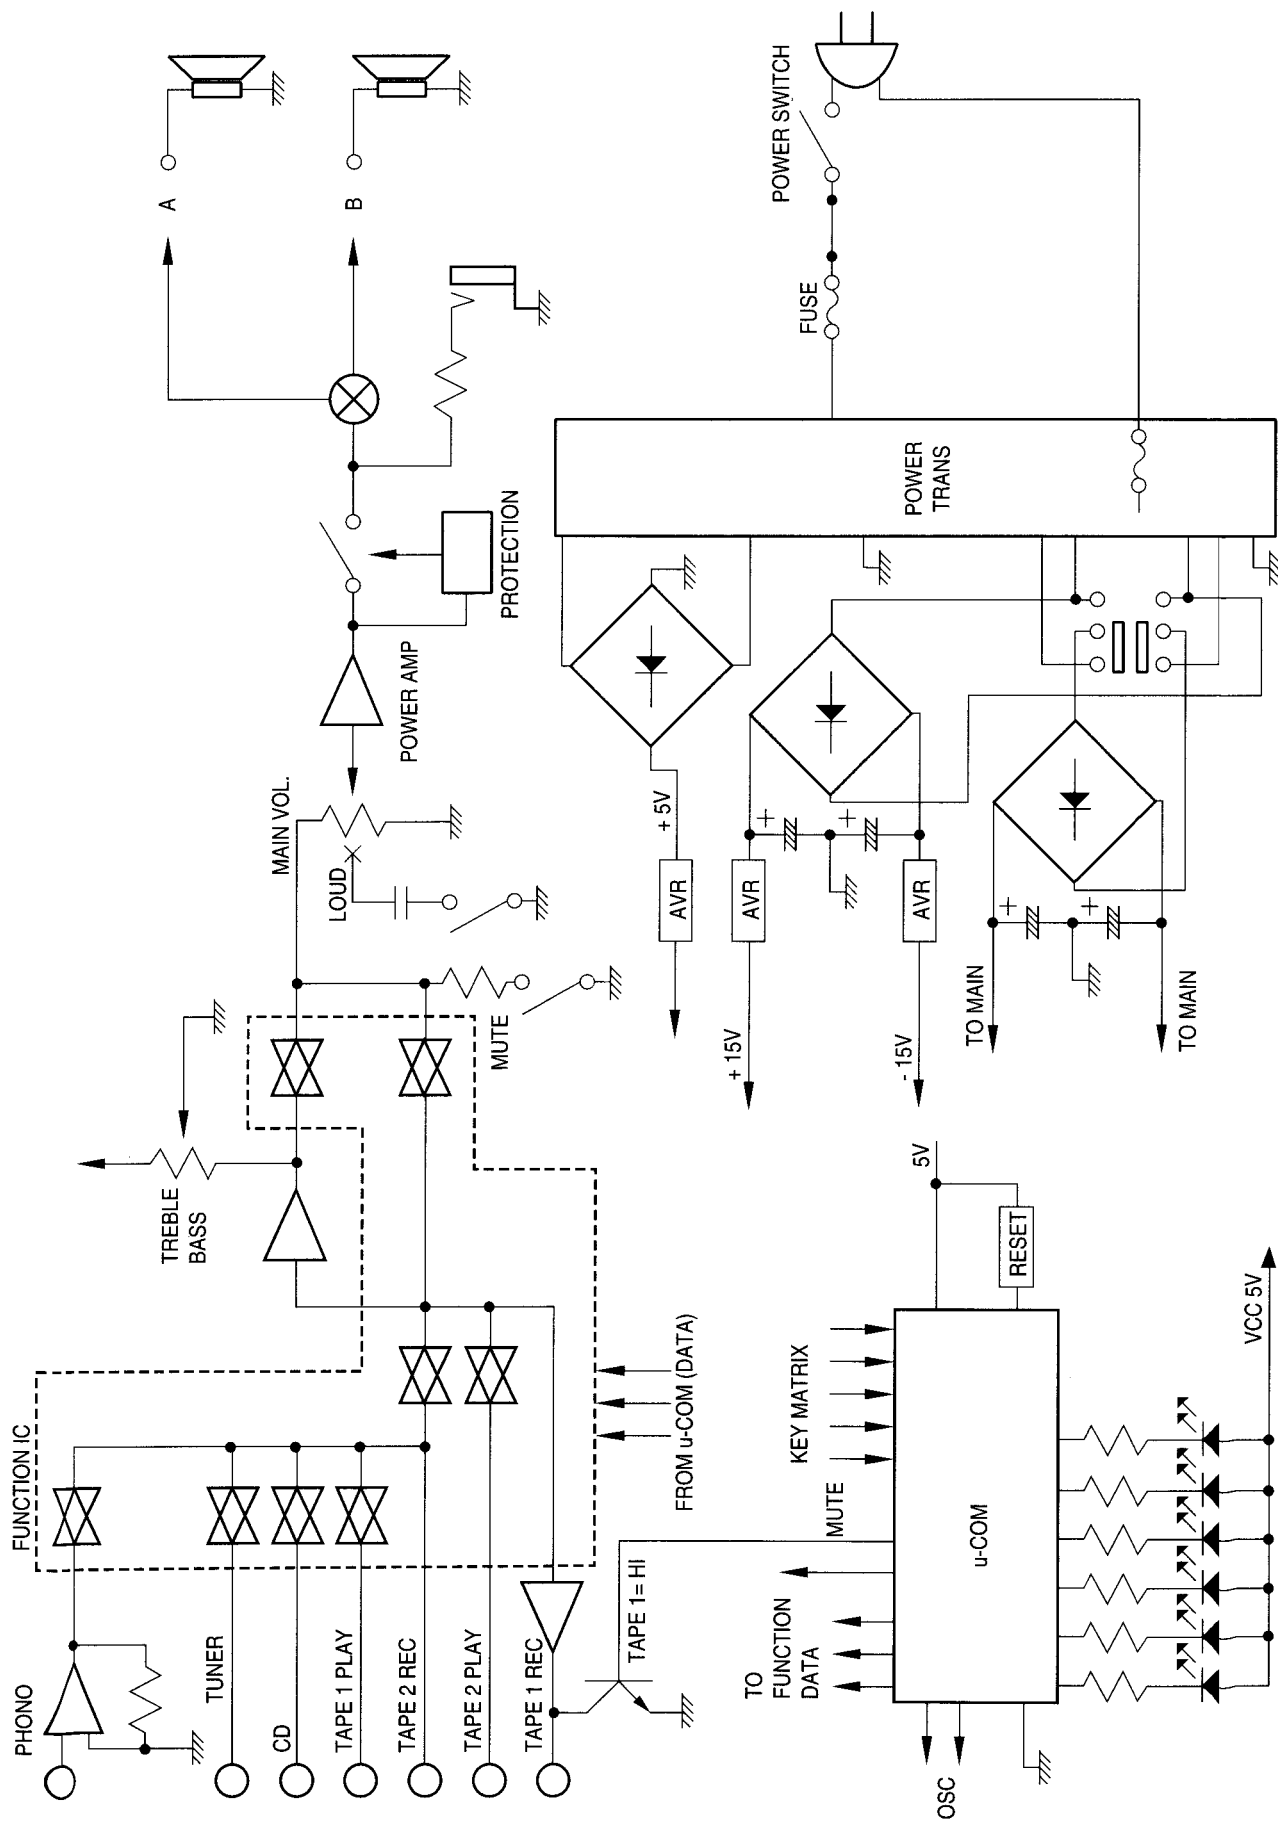 PHONO
FUNCTION IC
TUNER
CD
TAPE 1 PLAY
TAPE 2 REC
TAPE 2 PLAY
TAPE 1 REC
TREBLE
BASS
FROM u-COM (DATA)
MUTE
MAIN VOL.
LOUD
POWER AMP
PROTECTION
A
B
TAPE 1= HI
MUTE
TO
FUNCTION
DATA
KEY MATRIX
u-COM
OSC
RESET
5V
VCC 5V
+ 5V
AVR
+ 15V
AVR
- 15V
AVR
TO MAIN
TO MAIN
POWER
TRANS
FUSE
POWER SWITCH